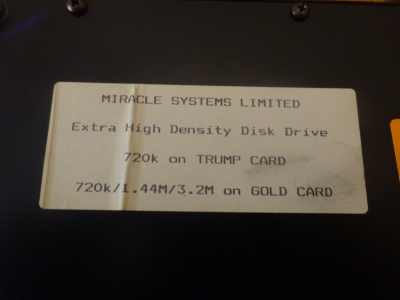 MIRACLE SYSTEMS LIMITED
Extra High Density Disk Drive
720k on TRUMP CARD
720k/1.44M/3.2M on GOLD CARD